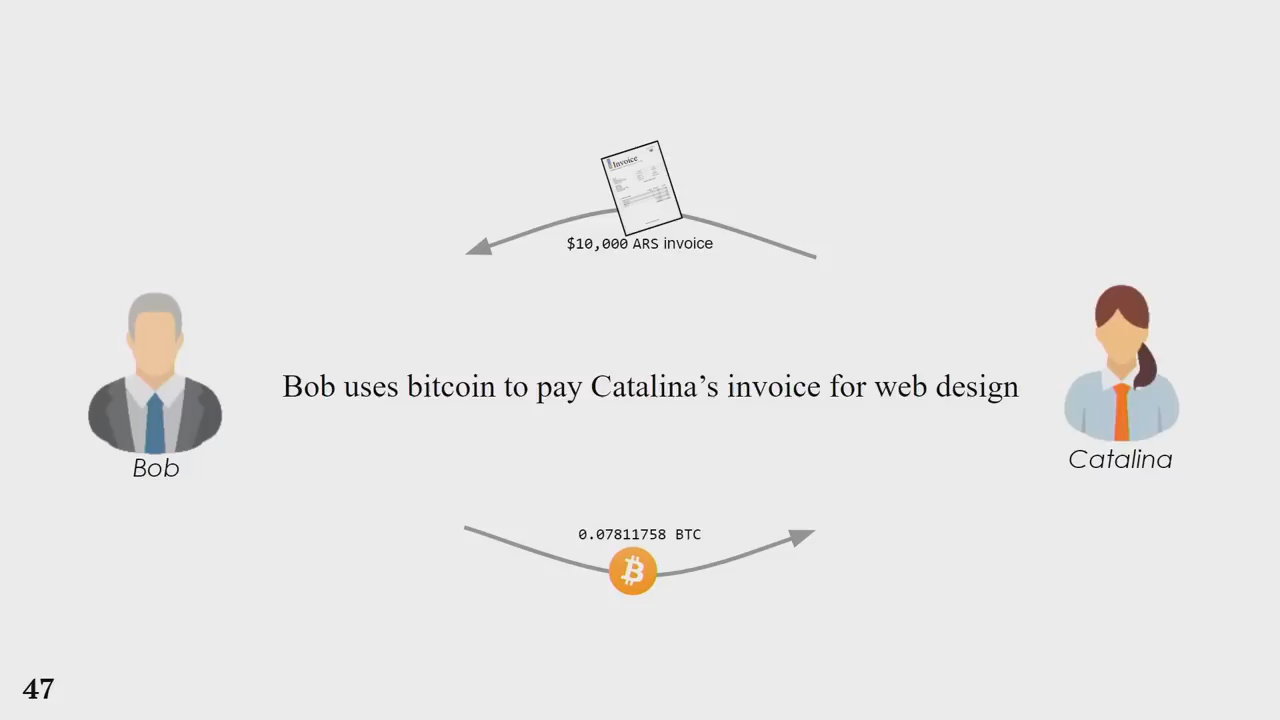 Invoice
$10,000 ARS invoice
Bob uses bitcoin to pay Catalina’s invoice for web design
Bob
Catalina
0.07811758 BTC
47